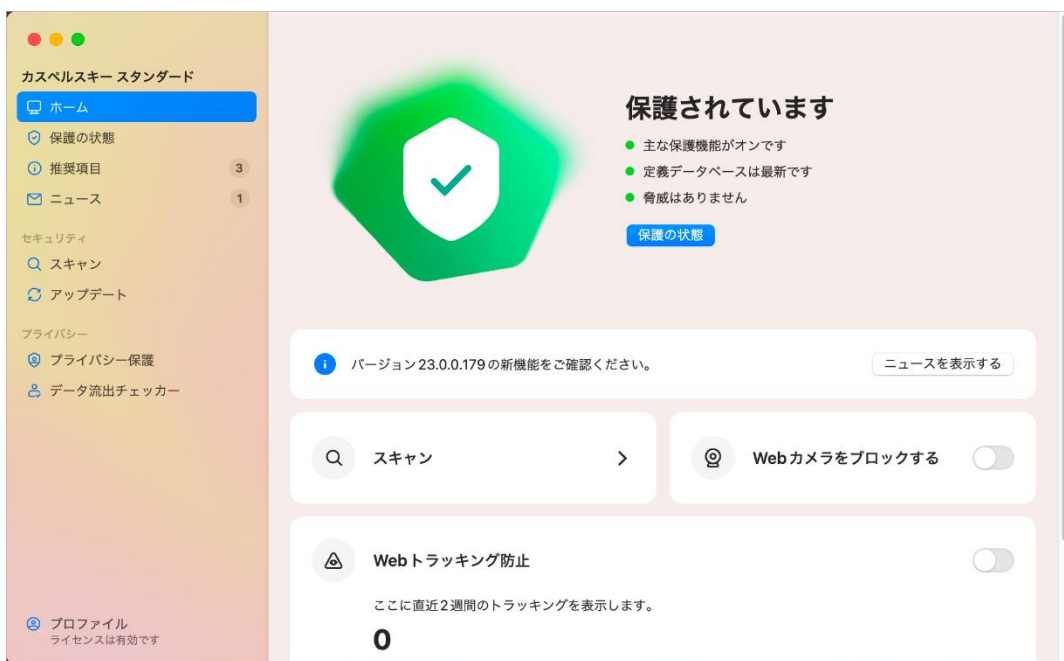 カスペルスキー スタンダード
ホーム
保護の状態
推奨項目 3
ニュース 1
セキュリティ
スキャン
アップデート
プライバシー
プライバシー保護
データ流出チェッカー
プロファイル
ライセンスは有効です
保護されています
主な保護機能がオンです
定義データベースは最新です
脅威はありません
保護の状態
バージョン 23.0.0.179 の新機能をご確認ください。
ニュースを表示する
スキャン
Web カメラをブロックする
Web トラッキング防止
ここに直近 2 週間のトラッキングを表示します。
0